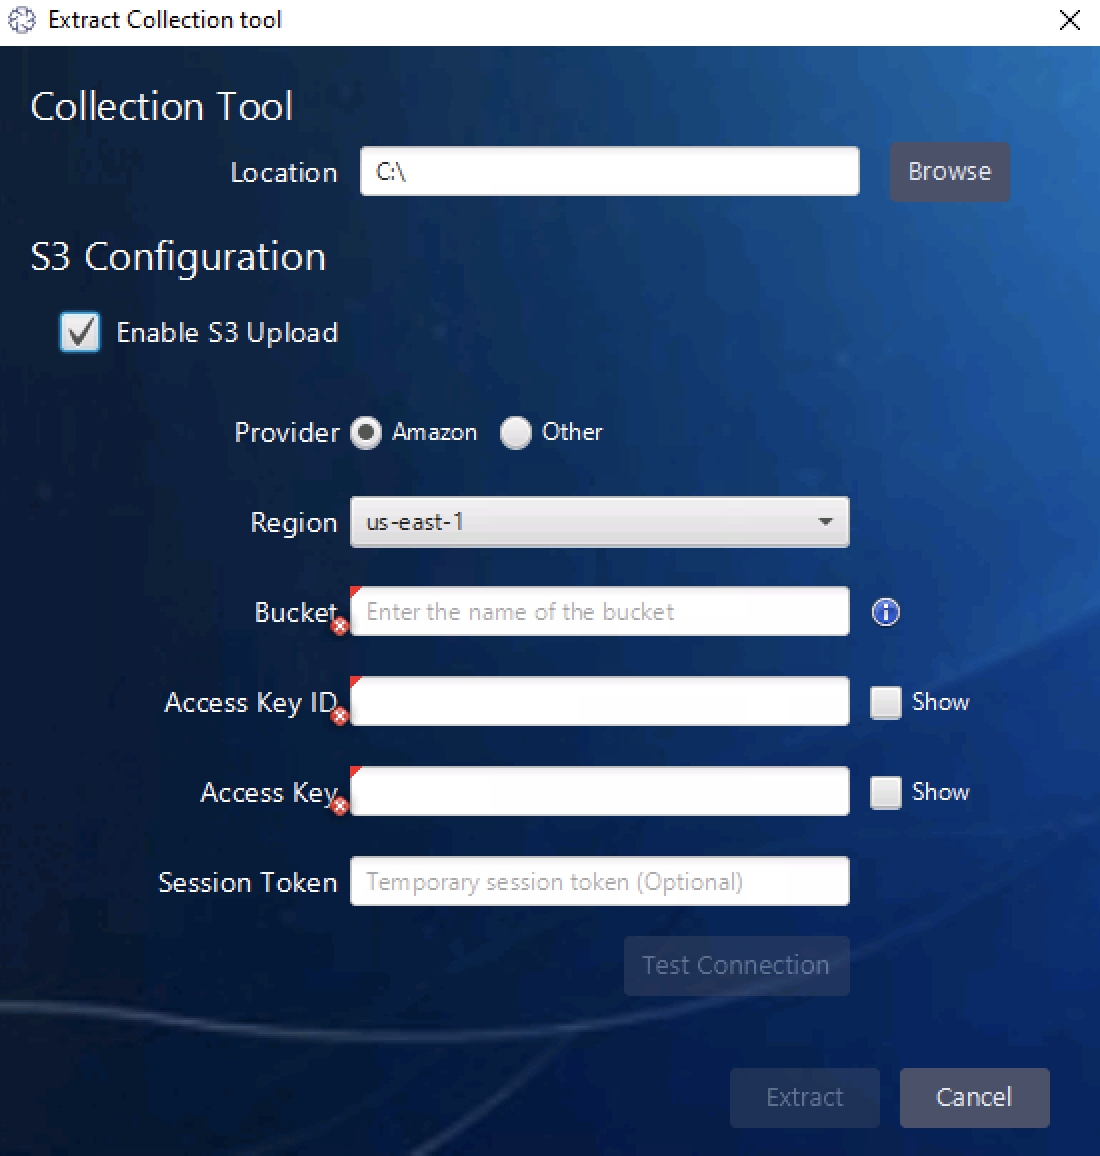 Extract Collection tool
Collection Tool
Location C:\ Browse
S3 Configuration
Enable S3 Upload
Provider Amazon Other
Region us-east-1
Bucket Enter the name of the bucket
Access Key ID Show
Access Key Show
Session Token Temporary session token (Optional)
Test Connection
Extract Cancel